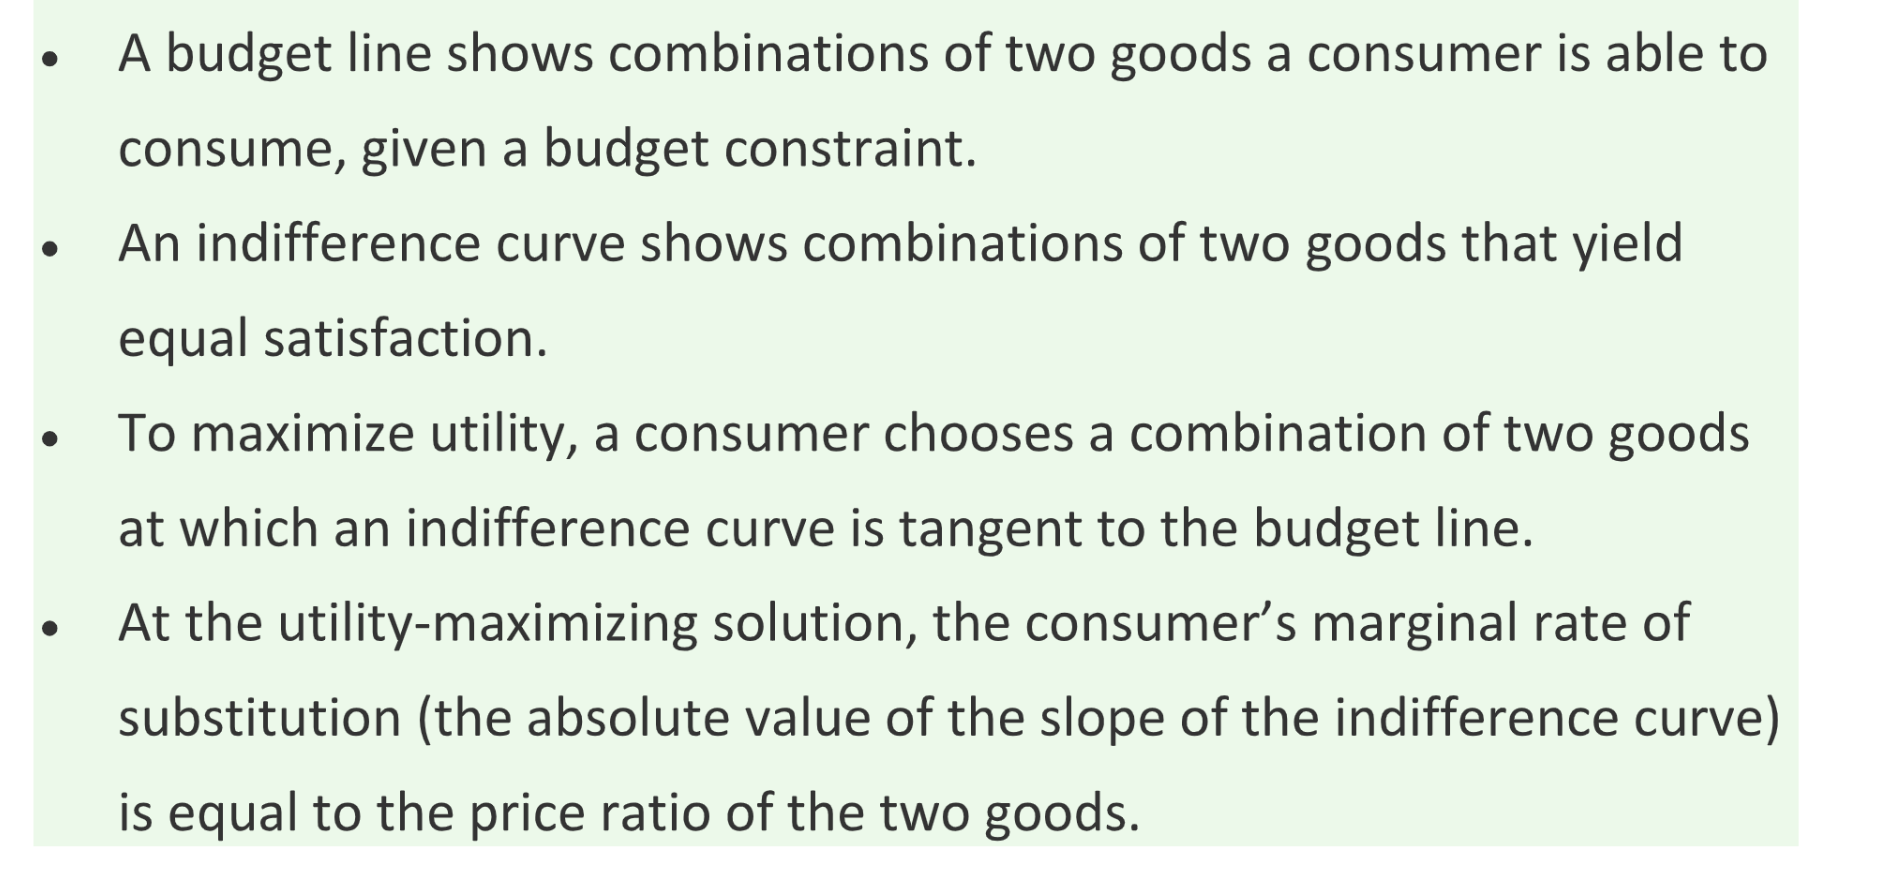 • A budget line shows combinations of two goods a consumer is able to
consume, given a budget constraint.
• An indifference curve shows combinations of two goods that yield
equal satisfaction.
• To maximize utility, a consumer chooses a combination of two goods
at which an indifference curve is tangent to the budget line.
• At the utility-maximizing solution, the consumer’s marginal rate of
substitution (the absolute value of the slope of the indifference curve)
is equal to the price ratio of the two goods.